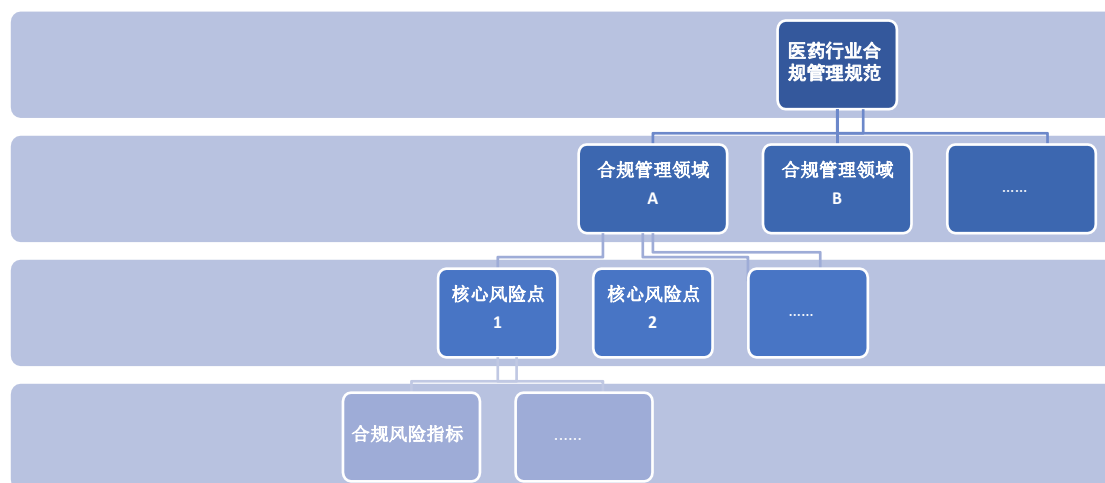 医药行业合
规管理规范
合规管理领域
A
合规管理领域
B
……
核心风险点
1
核心风险点
2
……
合规风险指标
……